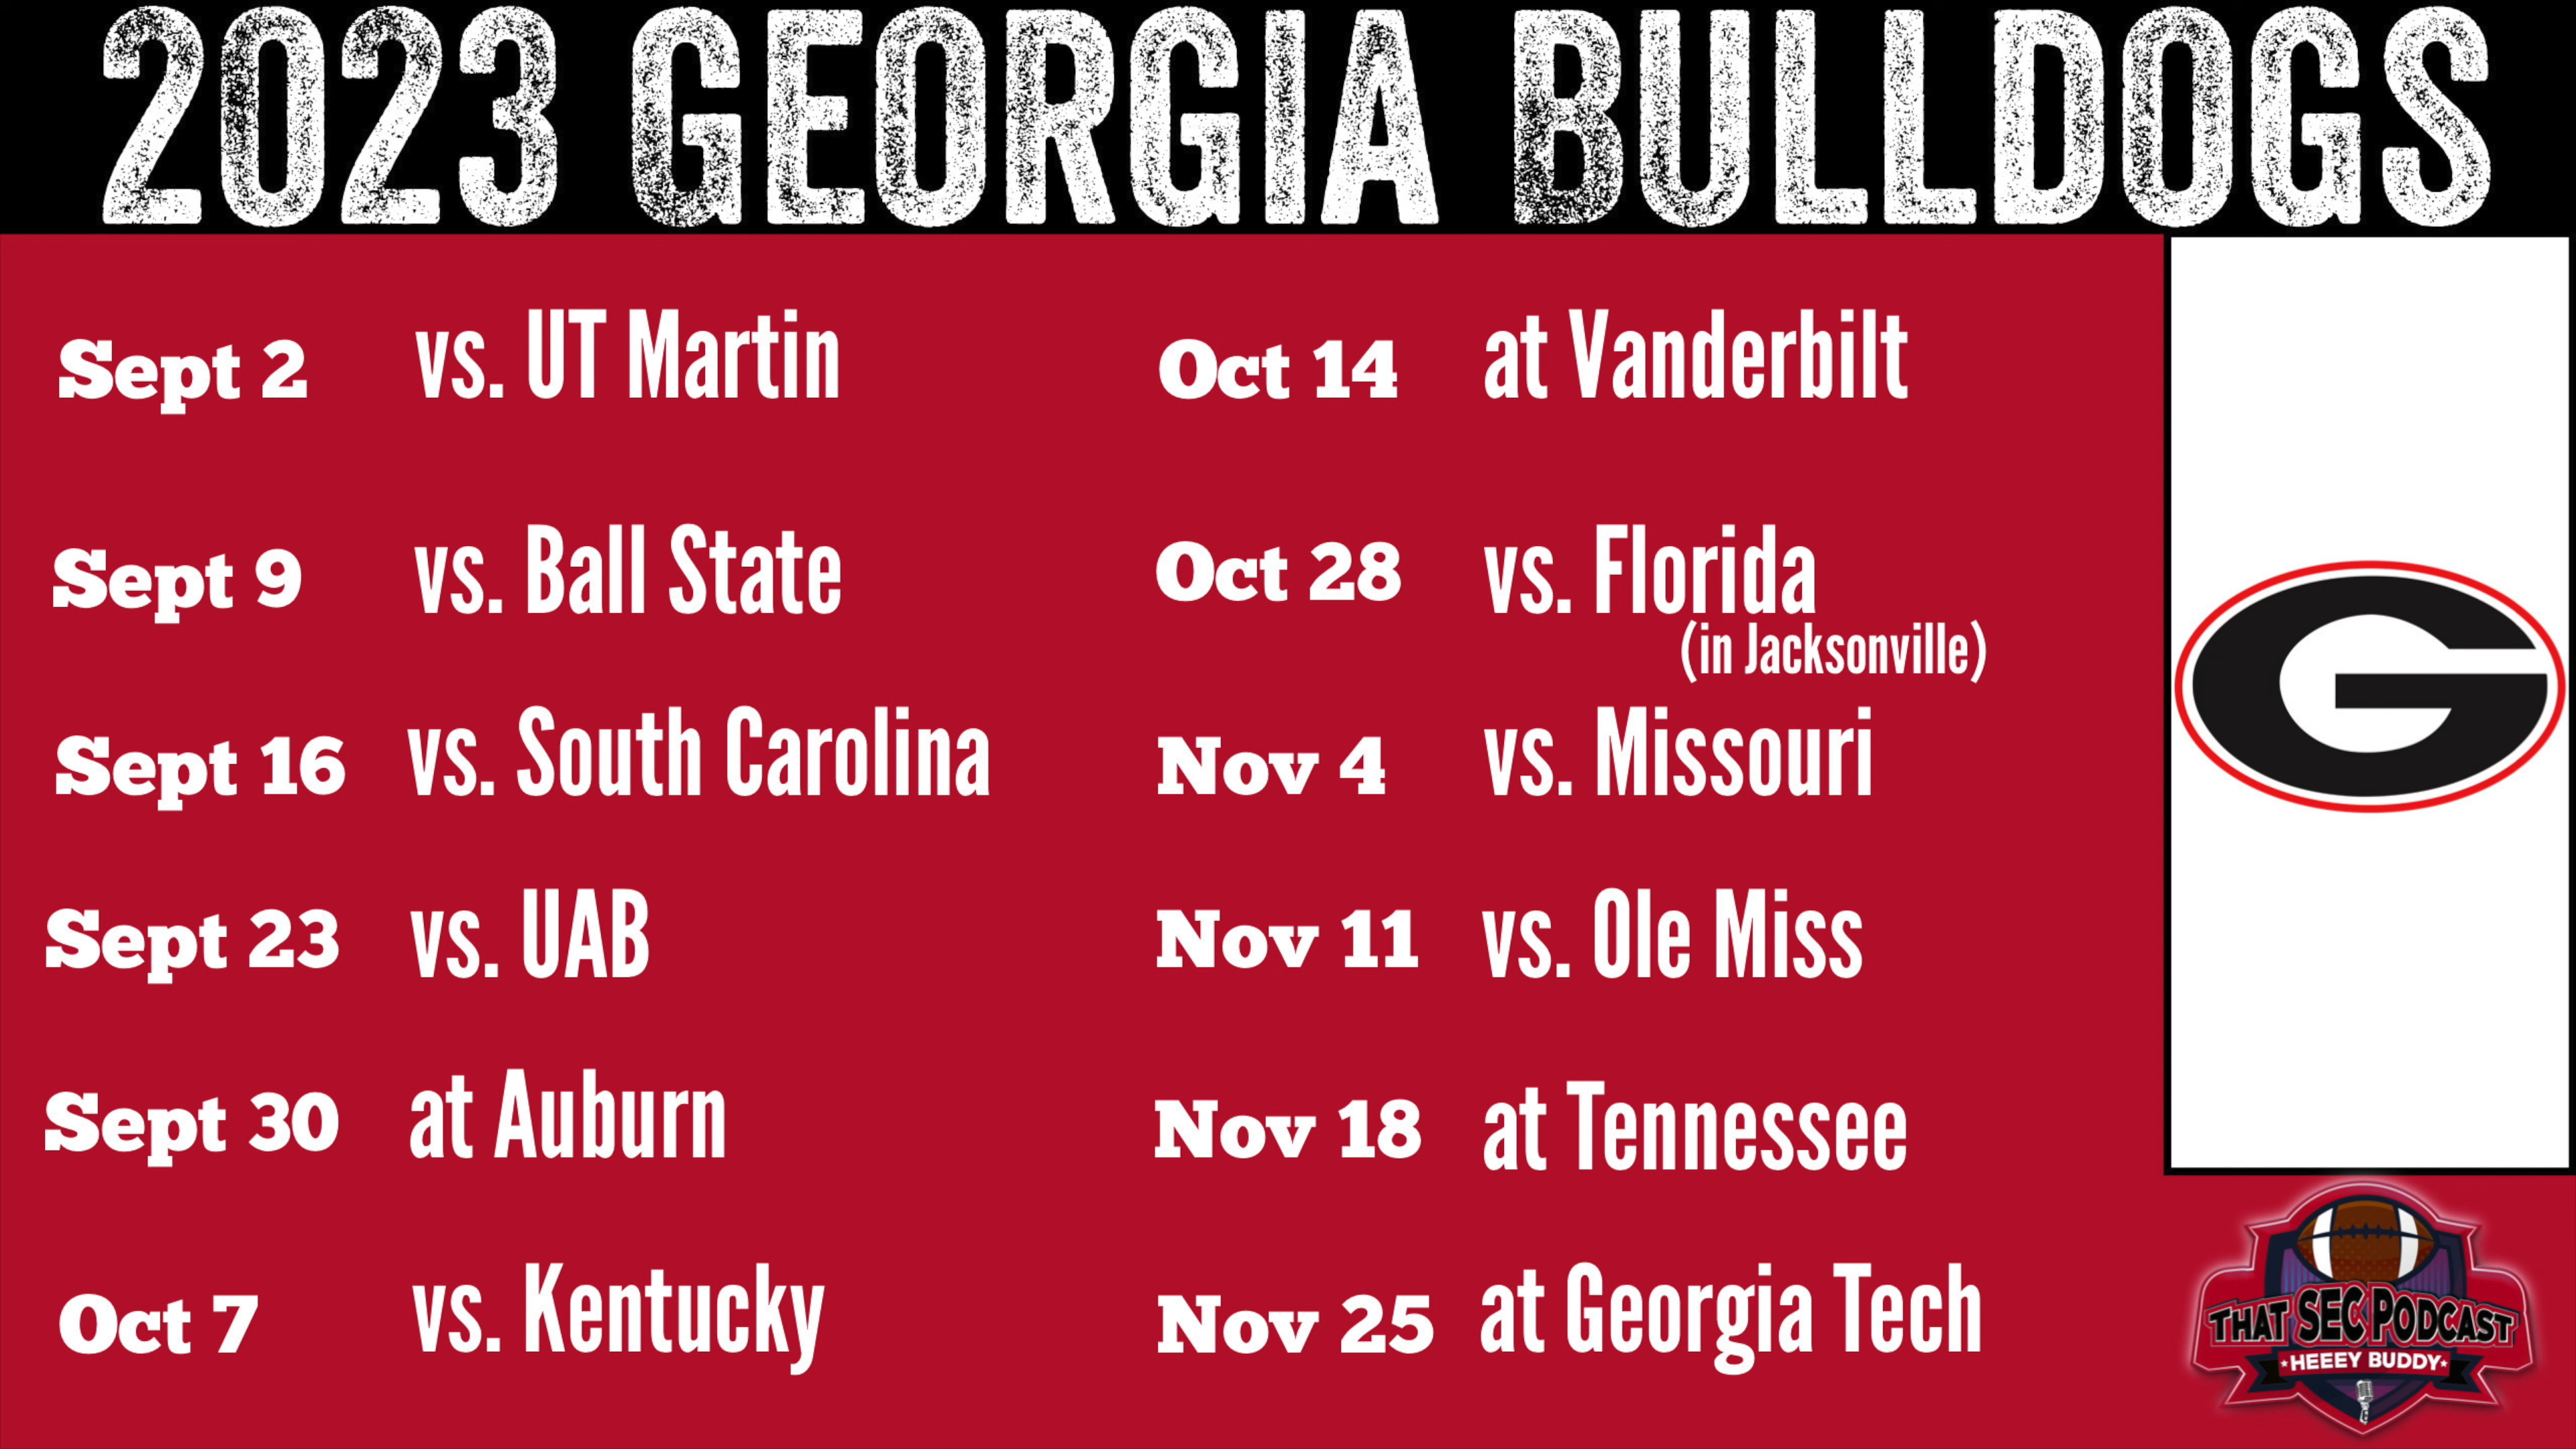 2023 GEORGIA BULLDOGS
Sept 2 vs. UT Martin
Sept 9 vs. Ball State
Sept 16 vs. South Carolina
Sept 23 vs. UAB
Sept 30 at Auburn
Oct 7 vs. Kentucky
Oct 14 at Vanderbilt
Oct 28 vs. Florida
(in Jacksonville)
Nov 4 vs. Missouri
Nov 11 vs. Ole Miss
Nov 18 at Tennessee
Nov 25 at Georgia Tech
G
THAT SEC PODCAST
*HEEEY BUDDY*